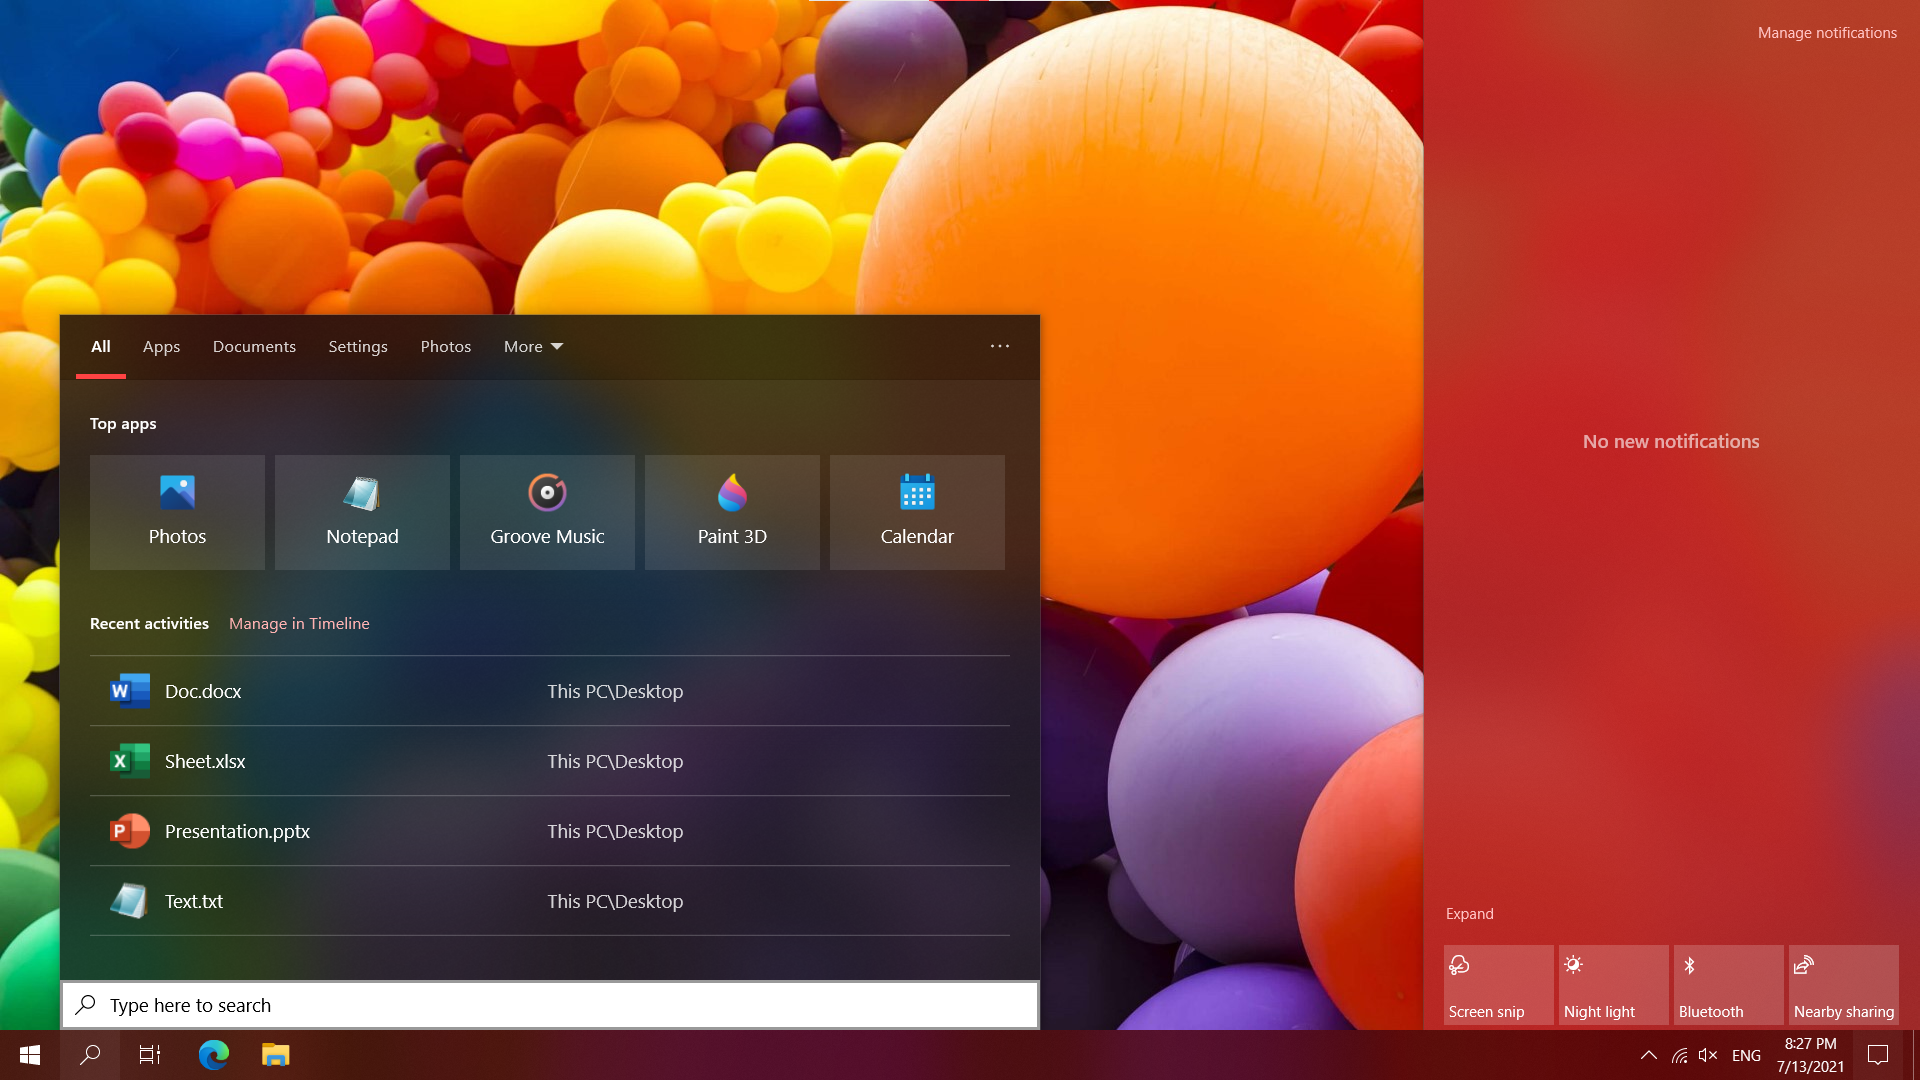 Manage notifications
All Apps Documents Settings Photos More ...
Top apps
Photos Notepad Groove Music Paint 3D Calendar
No new notifications
Recent activities Manage in Timeline
Doc.docx This PC\Desktop
Sheet.xlsx This PC\Desktop
Presentation.pptx This PC\Desktop
Text.txt This PC\Desktop
Expand
Screen snip Night light Bluetooth Nearby sharing
Type here to search
ENG
8:27 PM
7/13/2021